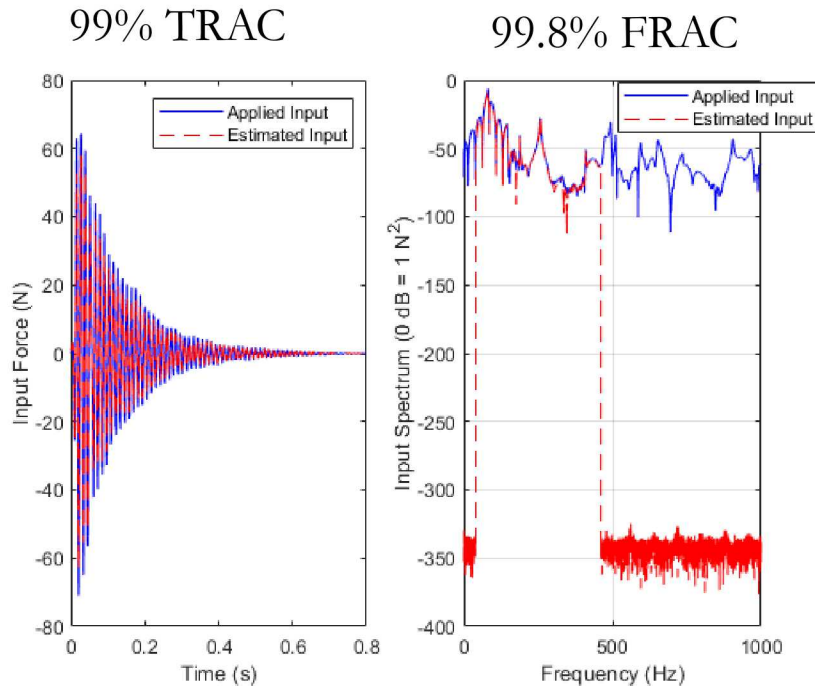 99% TRAC
99.8% FRAC
80
60
40
20
0
-20
-40
-60
-80
Input Force (N)
0
0.2
0.4
0.6
0.8
Time (s)
Applied Input
Estimated Input
0
-50
-100
-150
-200
-250
-300
-350
-400
Input Spectrum (0 dB = 1 N²)
0
500
1000
Frequency (Hz)
Applied Input
Estimated Input